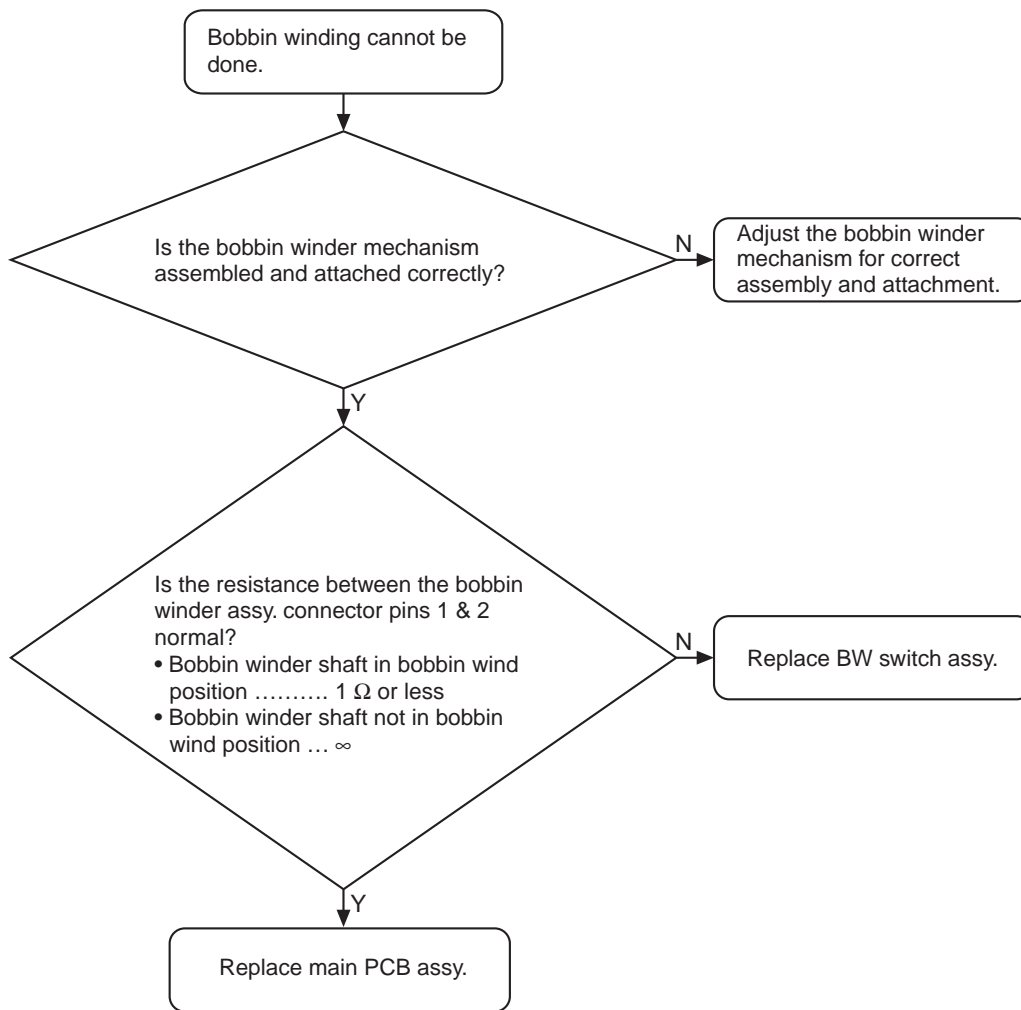 Bobbin winding cannot be
done.
Is the bobbin winder mechanism
assembled and attached correctly?
N
Adjust the bobbin winder
mechanism for correct
assembly and attachment.
Y
Is the resistance between the bobbin
winder assy. connector pins 1 & 2
normal?
• Bobbin winder shaft in bobbin wind
position ………. 1 Ω or less
• Bobbin winder shaft not in bobbin
wind position … ∞
N
Replace BW switch assy.
Y
Replace main PCB assy.